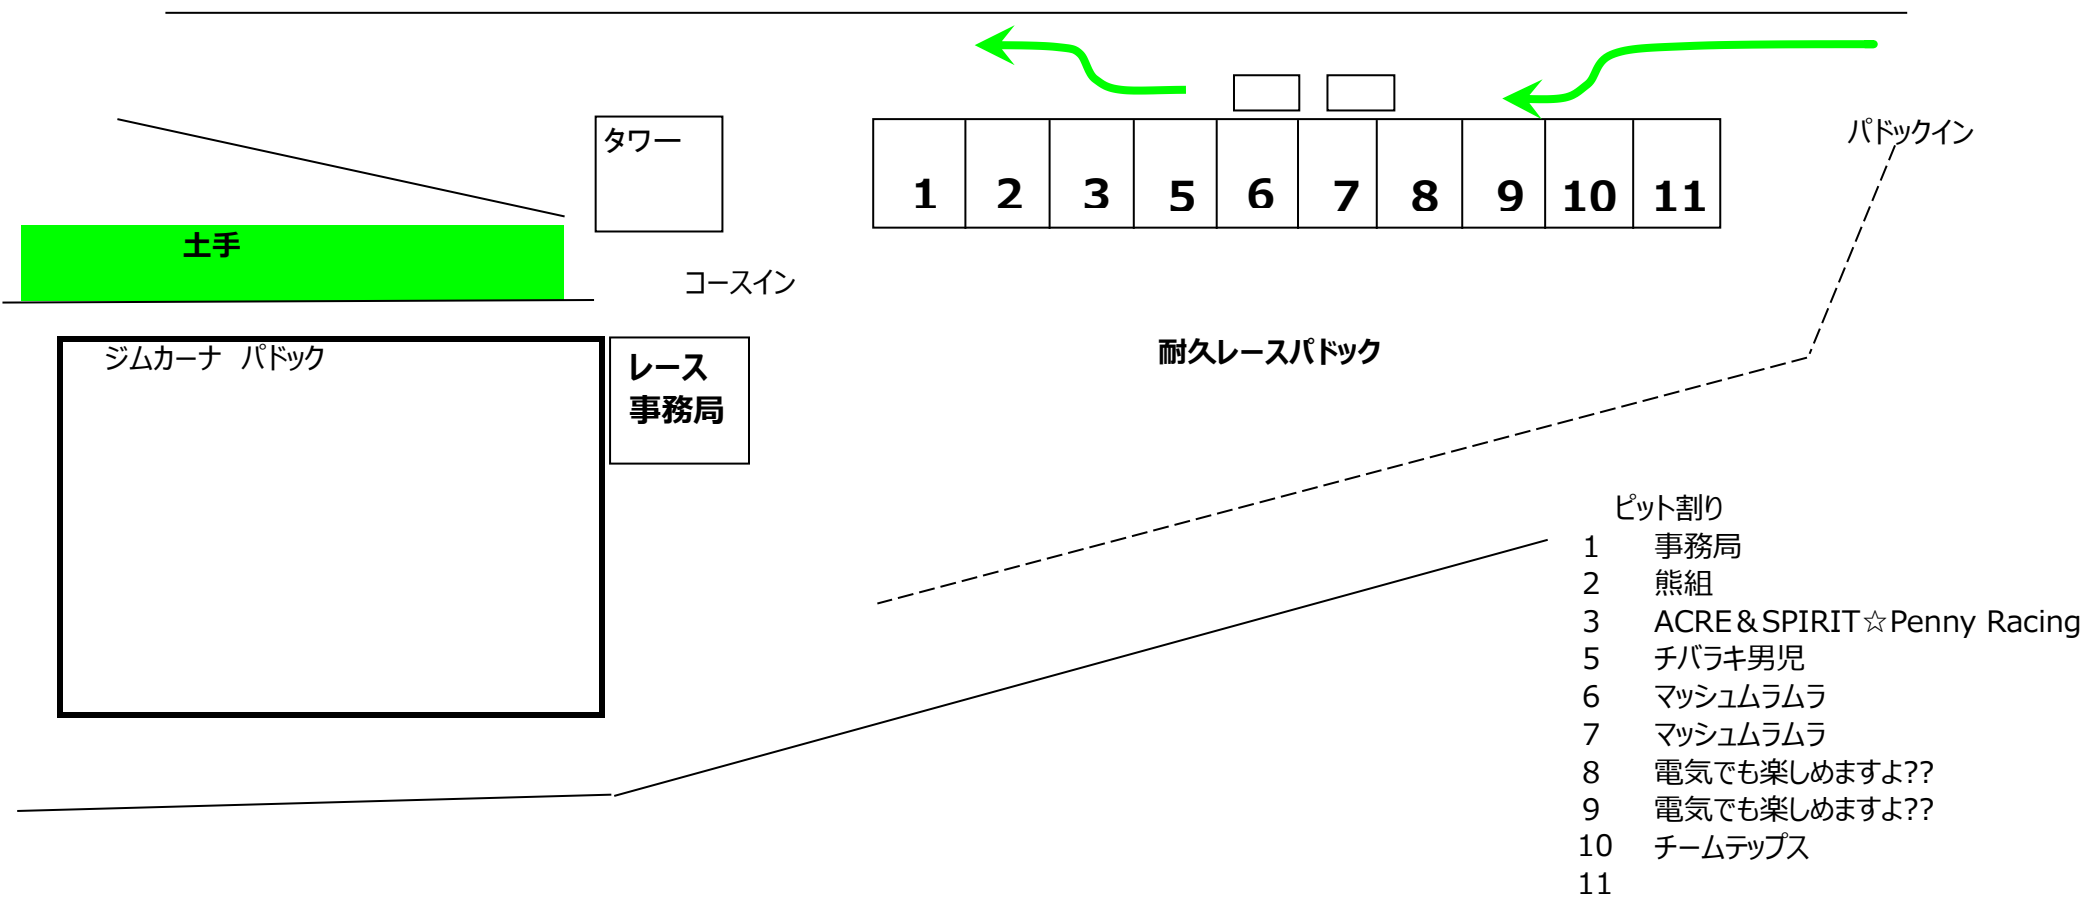 パドックイン
タワー
1 2 3 5 6 7 8 9 10 11
土手
コースイン
ジムカーナ　パドック
レース
事務局
耐久レースパドック
ピット割り
1 事務局
2 熊組
3 ACRE＆SPIRIT☆Penny Racing
5 チバラキ男児
6 マッシュムラムラ
7 マッシュムラムラ
8 電気でも楽しめますよ??
9 電気でも楽しめますよ??
10 チームテップス
11